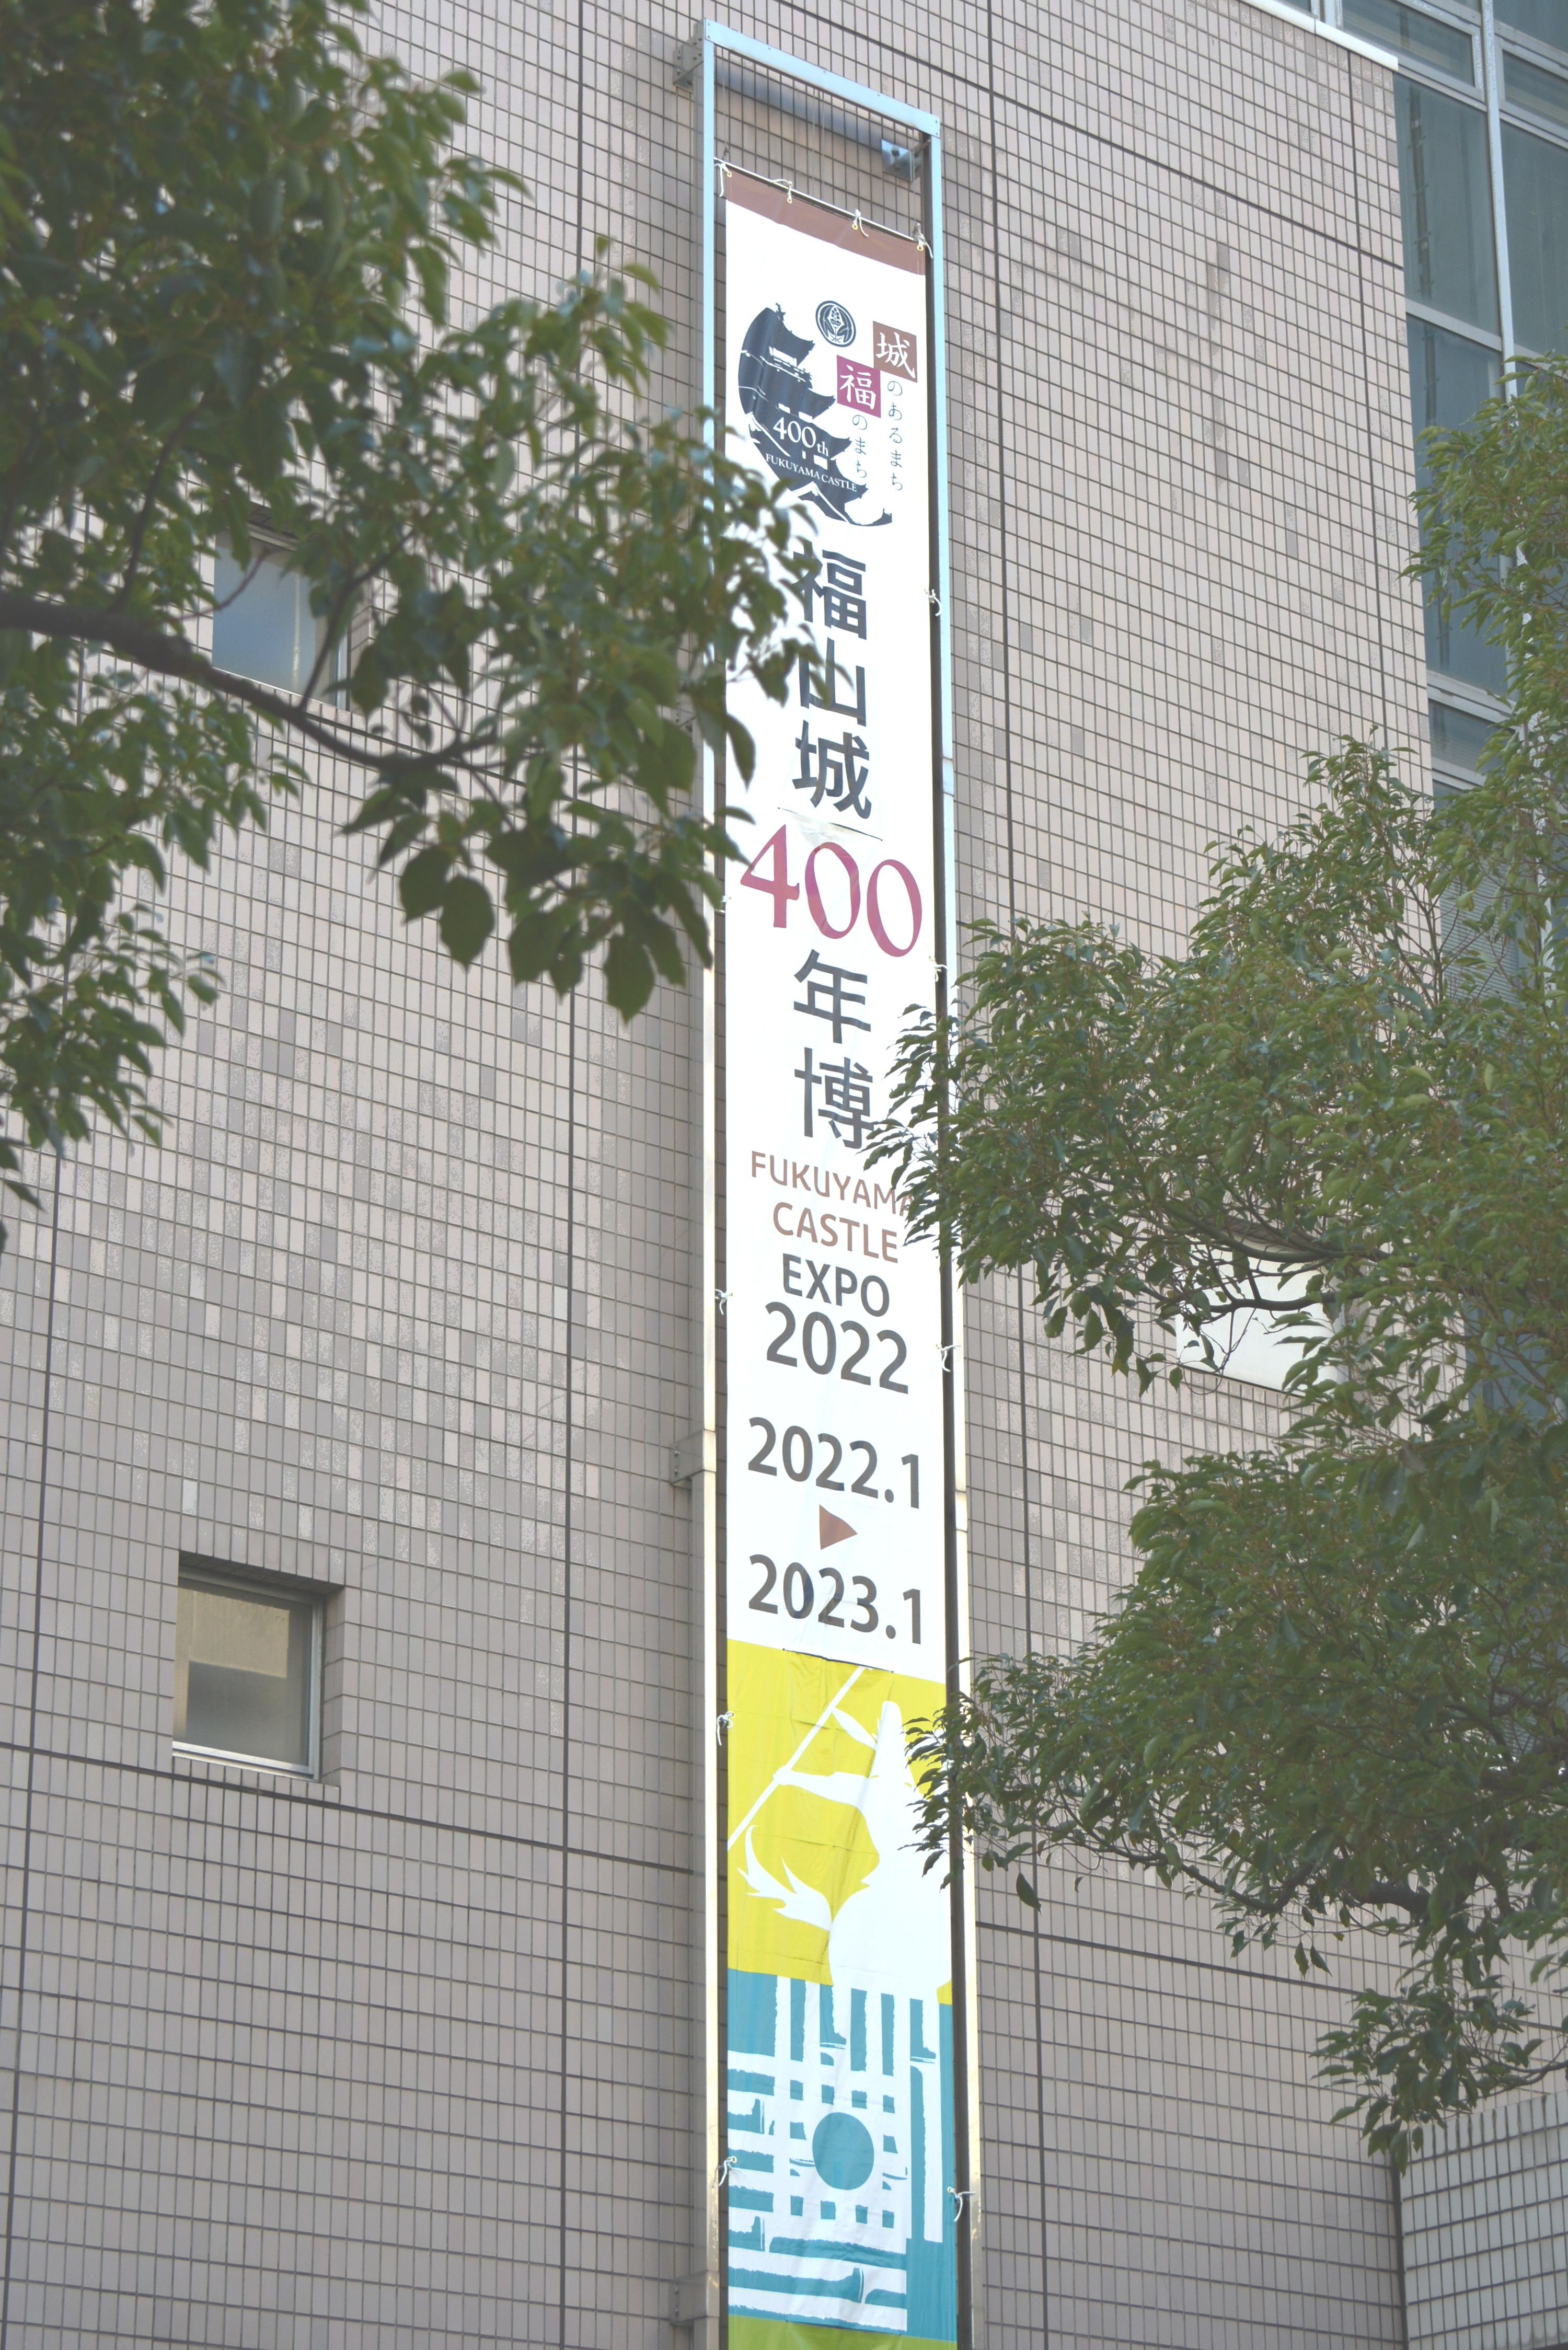 城のあるまち
福のまち
400th
FUKUYAMA CASTLE
福山城
400
年博
FUKUYAMA
CASTLE
EXPO
2022
2022.1
▶
2023.1